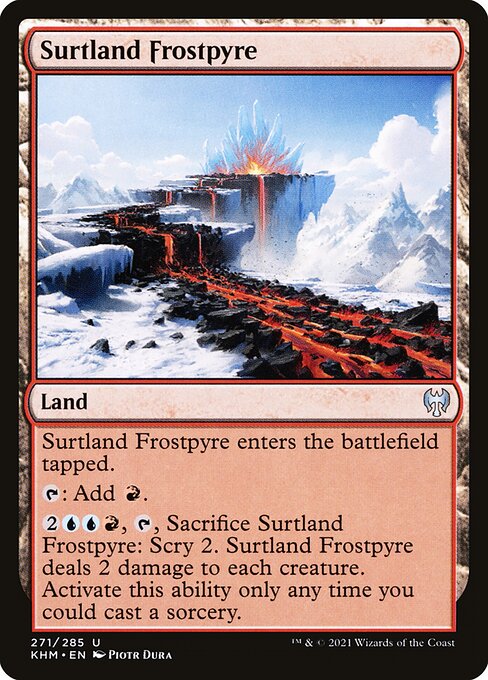 Surtland Frostpyre
Land
Surtland Frostpyre enters the battlefield
tapped.
: Add .
2, , Sacrifice Surtland
Frostpyre: Scry 2. Surtland Frostpyre
deals 2 damage to each creature.
Activate this ability only any time you
could cast a sorcery.
271/285 U
KHM • EN Piotr Dura
™ & © 2021 Wizards of the Coast